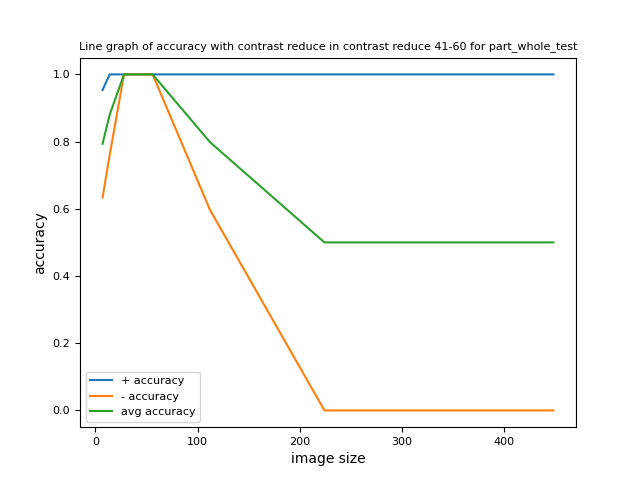 Line graph of accuracy with contrast reduce in contrast reduce 41-60 for part_whole_test
1.0
0.8
0.6
0.4
0.2
0.0
accuracy
+ accuracy
- accuracy
avg accuracy
0 100 200 300 400
image size